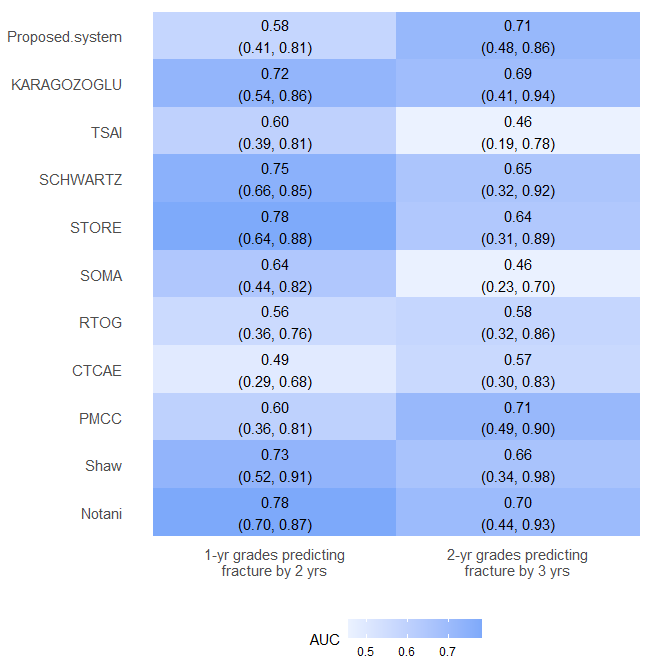 Proposed.system
0.58
(0.41, 0.81)
0.71
(0.48, 0.86)
KARAGOZOGLU
0.72
(0.54, 0.86)
0.69
(0.41, 0.94)
TSAI
0.60
(0.39, 0.81)
0.46
(0.19, 0.78)
SCHWARTZ
0.75
(0.66, 0.85)
0.65
(0.32, 0.92)
STORE
0.78
(0.64, 0.88)
0.64
(0.31, 0.89)
SOMA
0.64
(0.44, 0.82)
0.46
(0.23, 0.70)
RTOG
0.56
(0.36, 0.76)
0.58
(0.32, 0.86)
CTCAE
0.49
(0.29, 0.68)
0.57
(0.30, 0.83)
PMCC
0.60
(0.36, 0.81)
0.71
(0.49, 0.90)
Shaw
0.73
(0.52, 0.91)
0.66
(0.34, 0.98)
Notani
0.78
(0.70, 0.87)
0.70
(0.44, 0.93)
1-yr grades predicting
fracture by 2 yrs
2-yr grades predicting
fracture by 3 yrs
AUC
0.5 0.6 0.7